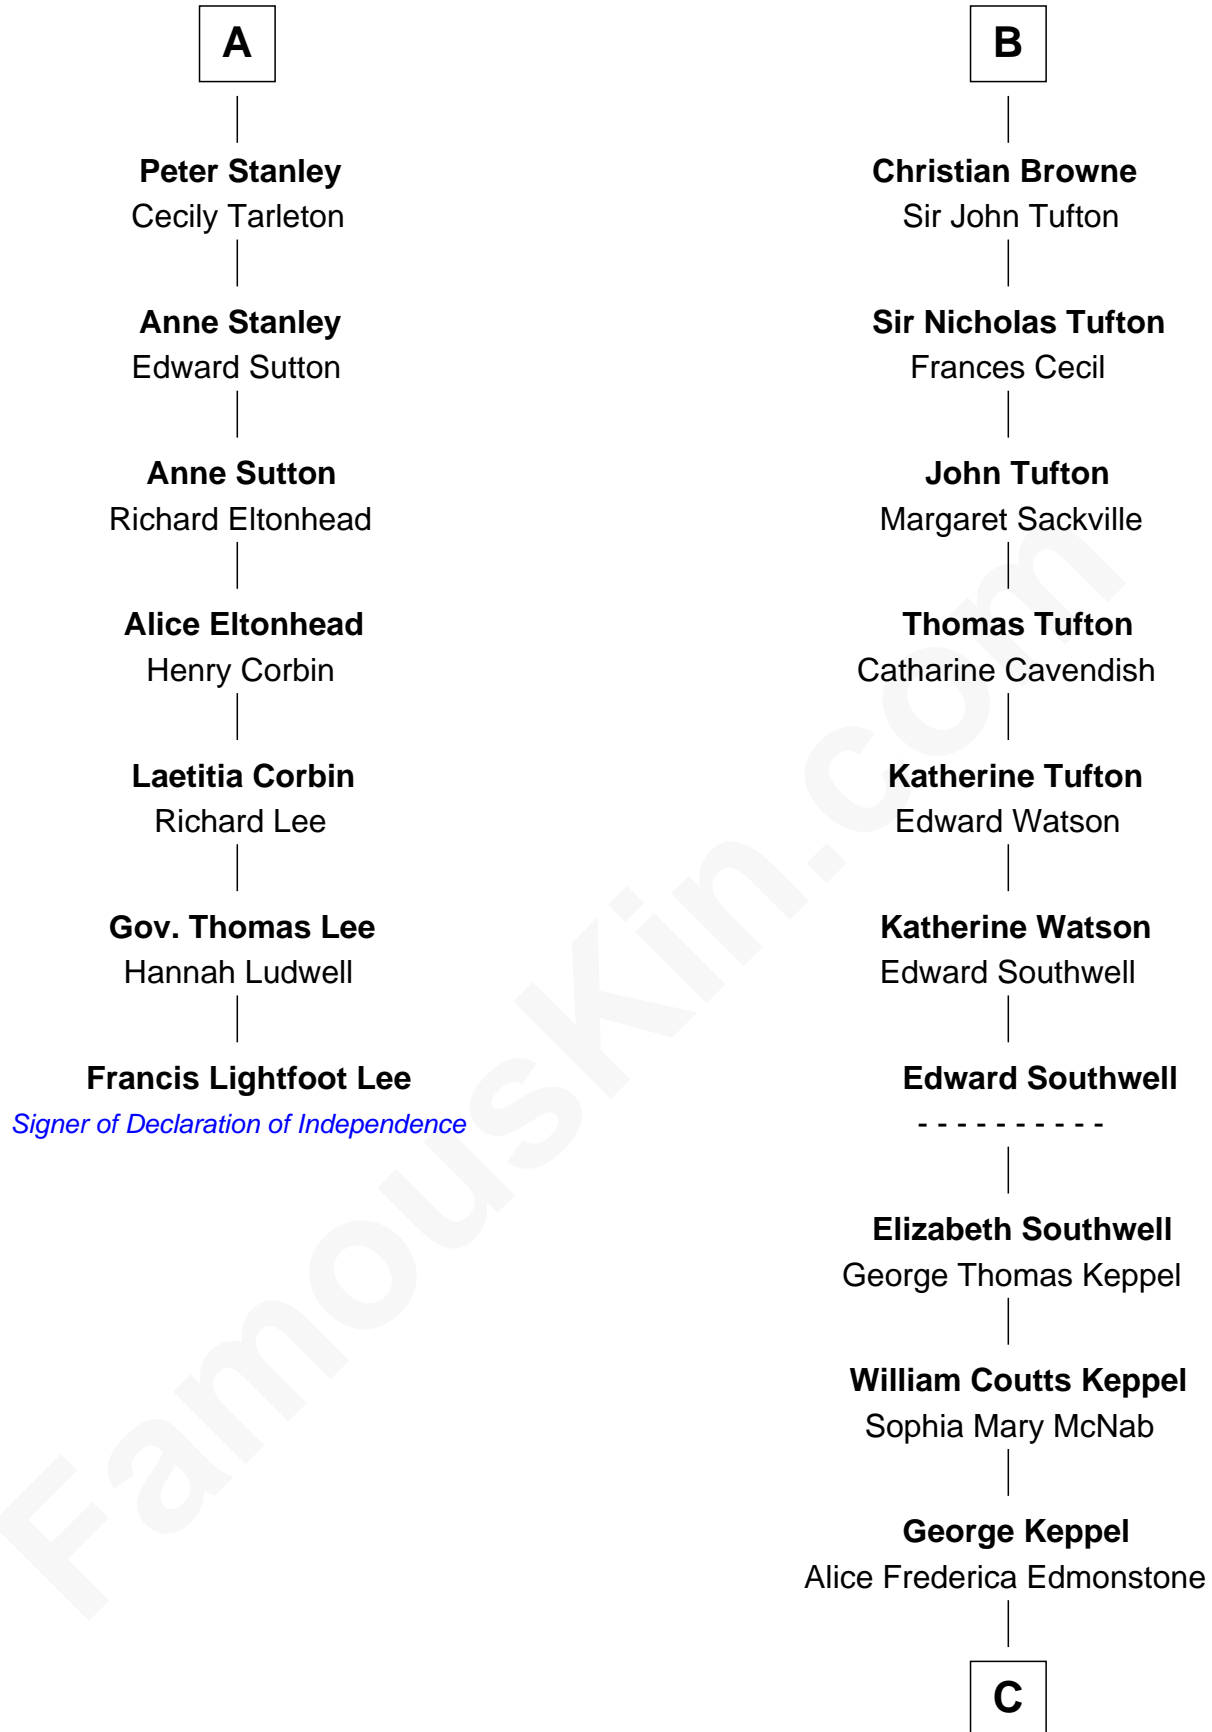 A
Peter Stanley
Cecily Tarleton
Anne Stanley
Edward Sutton
Anne Sutton
Richard Eltonhead
Alice Eltonhead
Henry Corbin
Laetitia Corbin
Richard Lee
Gov. Thomas Lee
Hannah Ludwell
Francis Lightfoot Lee
Signer of Declaration of Independence
B
Christian Browne
Sir John Tufton
Sir Nicholas Tufton
Frances Cecil
John Tufton
Margaret Sackville
Thomas Tufton
Catharine Cavendish
Katherine Tufton
Edward Watson
Katherine Watson
Edward Southwell
Edward Southwell
- - - - - - - - - -
Elizabeth Southwell
George Thomas Keppel
William Coutts Keppel
Sophia Mary McNab
George Keppel
Alice Frederica Edmonstone
C
FamousKin.com